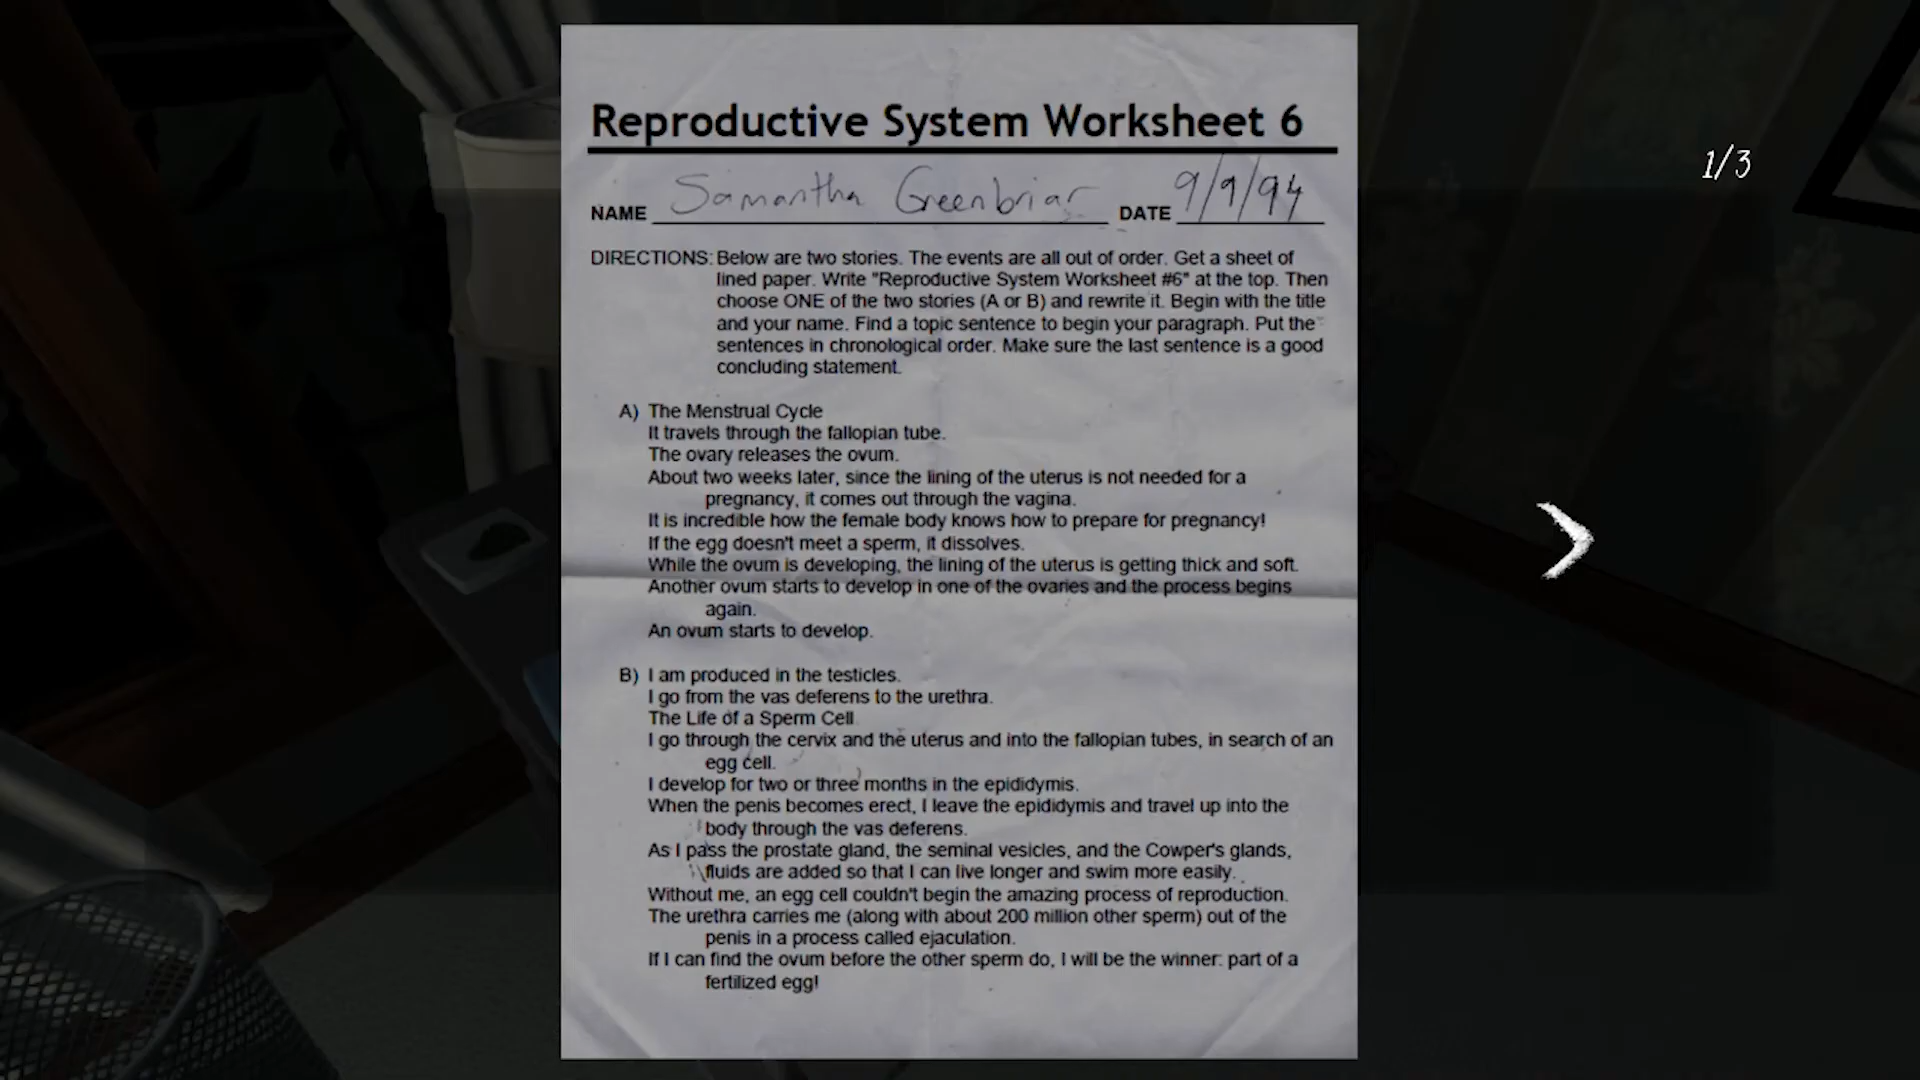 Reproductive System Worksheet 6
1/3
NAME Samantha Greenbriar DATE 9/9/94
DIRECTIONS: Below are two stories. The events are all out of order. Get a sheet of
lined paper. Write "Reproductive System Worksheet #6" at the top. Then
choose ONE of the two stories (A or B) and rewrite it. Begin with the title
and your name. Find a topic sentence to begin your paragraph. Put the
sentences in chronological order. Make sure the last sentence is a good
concluding statement.
A) The Menstrual Cycle
It travels through the fallopian tube.
The ovary releases the ovum.
About two weeks later, since the lining of the uterus is not needed for a
pregnancy, it comes out through the vagina.
It is incredible how the female body knows how to prepare for pregnancy!
If the egg doesn't meet a sperm, it dissolves.
While the ovum is developing, the lining of the uterus is getting thick and soft.
Another ovum starts to develop in one of the ovaries and the process begins
again.
An ovum starts to develop.
B) I am produced in the testicles.
I go from the vas deferens to the urethra.
The Life of a Sperm Cell
I go through the cervix and the uterus and into the fallopian tubes, in search of an
egg cell.
I develop for two or three months in the epididymis.
When the penis becomes erect, I leave the epididymis and travel up into the
body through the vas deferens.
As I pass the prostate gland, the seminal vesicles, and the Cowper's glands,
fluids are added so that I can live longer and swim more easily.
Without me, an egg cell couldn't begin the amazing process of reproduction.
The urethra carries me (along with about 200 million other sperm) out of the
penis in a process called ejaculation.
If I can find the ovum before the other sperm do, I will be the winner: part of a
fertilized egg!